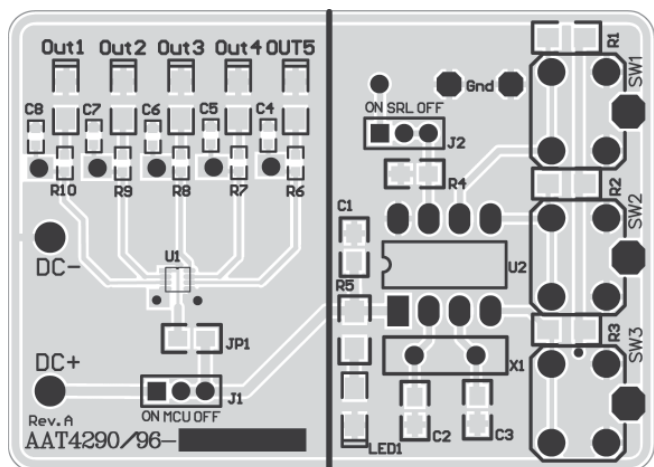 Out1 Out2 Out3 Out4 OUT5
R1
SW1
Gnd
ON SRL OFF
J2
C8 C7 C6 C5 C4
R10 R9 R8 R7 R6
R4
R2
SW2
C1
DC-
U1
U2
R5
R3
SW3
JP1
X1
DC+
J1
ON MCU OFF
Rev.A
AAT4290/96-
LED1
C2
C3